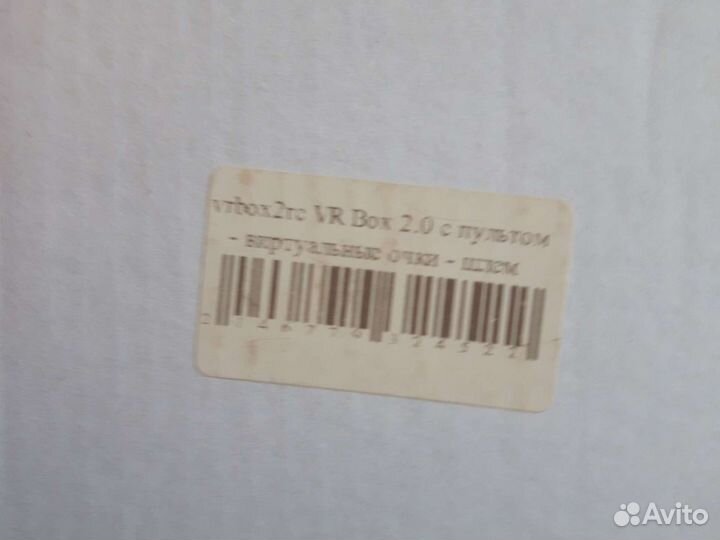 vrbox2rc VR Box 2.0 с пультом
- виртуальные очки - шлем
Avito